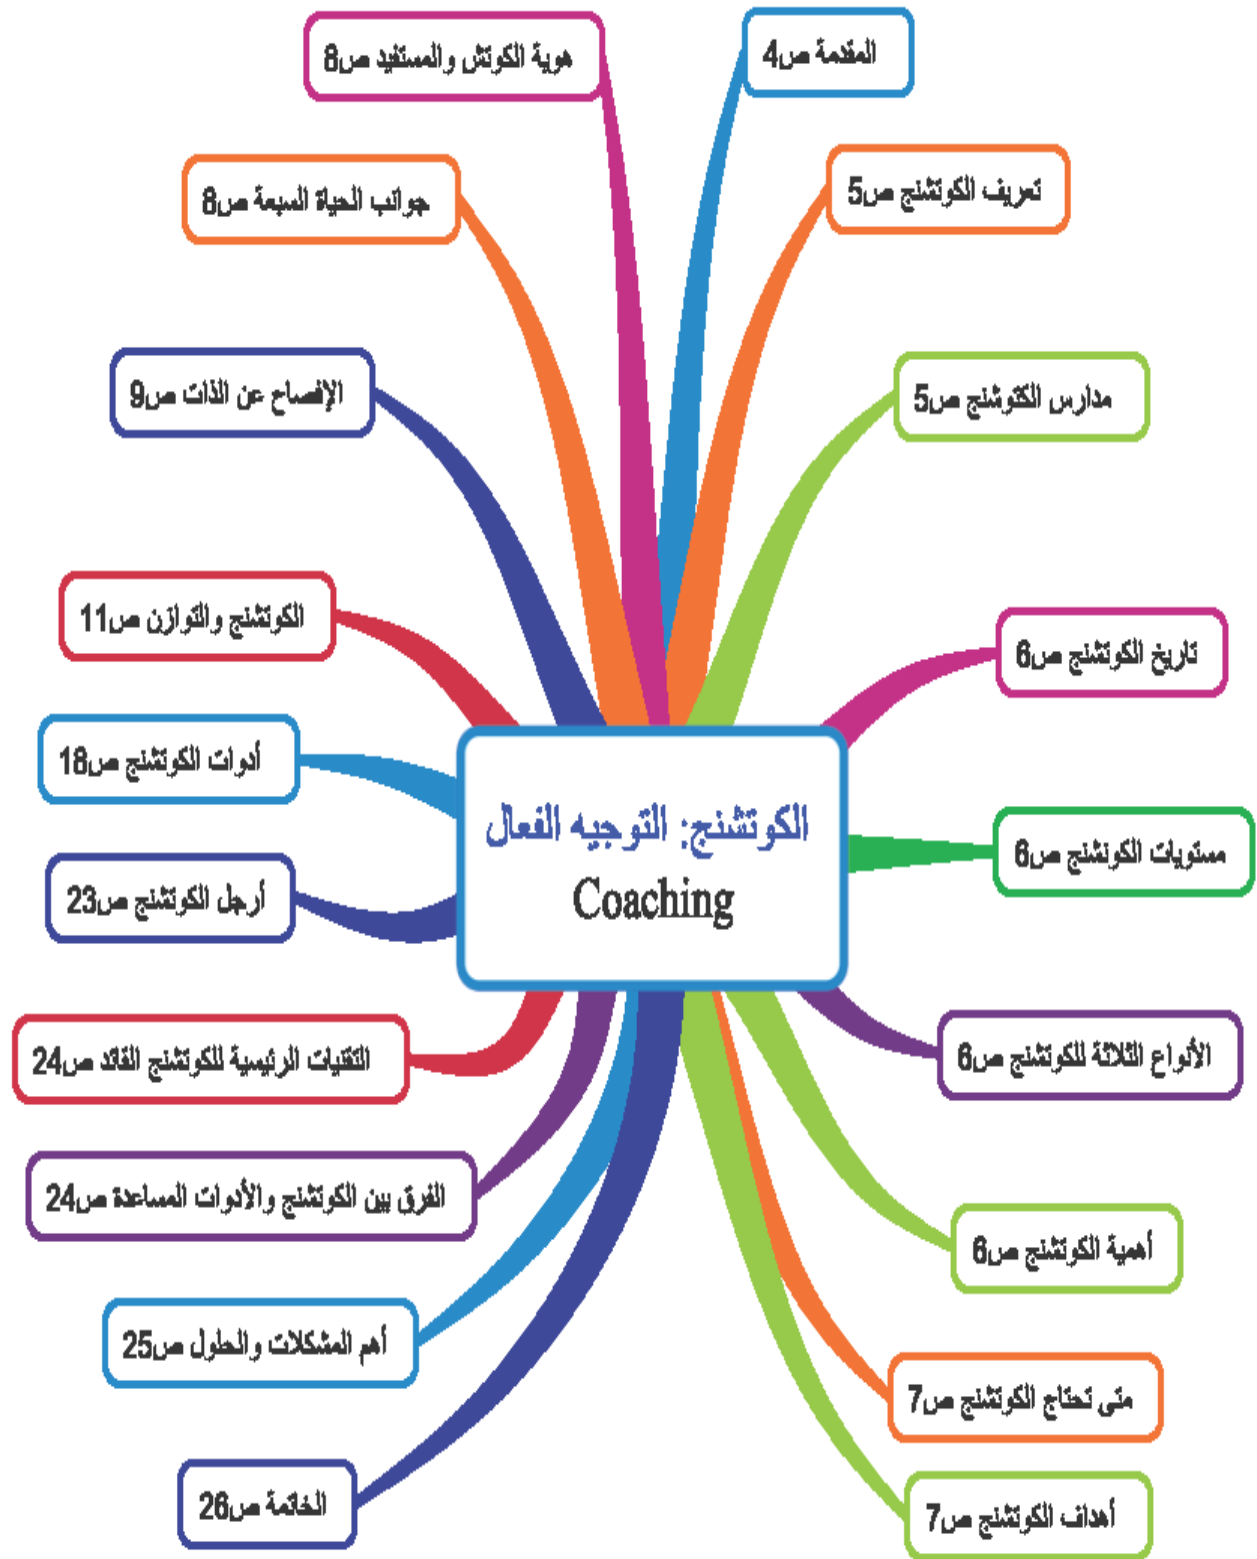 الكوتشنج: التوجيه الفعال
Coaching
المقدمة ص4
تعريف الكوتشنج ص5
مدارس الكتوشنج ص5
تاريخ الكوتشنج ص6
مستويات الكوتشنج ص6
الأنواع الثلاثة للكوتشنج ص6
أهمية الكوتشنج ص6
متى تحتاج الكوتشنج ص7
أهداف الكوتشنج ص7
هوية الكوتش والمستفيد ص8
جوانب الحياة السبعة ص8
الإفصاح عن الذات ص9
الكوتشنج والتوازن ص11
أدوات الكوتشنج ص18
أرجل الكوتشنج ص23
التقنيات الرئيسية للكوتشنج القائد ص24
الفرق بين الكوتشنج والأدوات المساعدة ص24
أهم المشكلات والحلول ص25
الخاتمة ص26